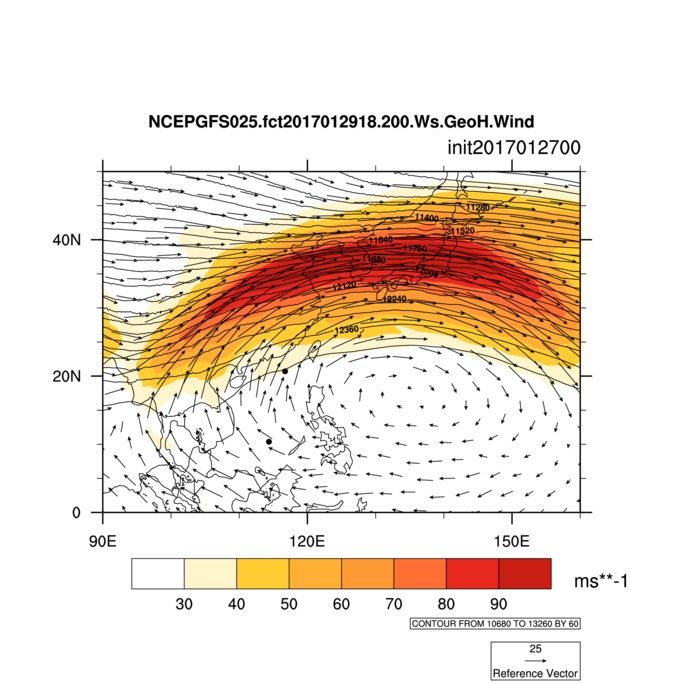 NCEPGFS025.fct2017012918.200.Ws.GeoH.Wind
init2017012700
11280
11400
11520
40N
11640
11760
11880
12000
12120
12240
12360
20N
0
90E 120E 150E
ms**-1
30 40 50 60 70 80 90
CONTOUR FROM 10680 TO 13260 BY 60
25
Reference Vector